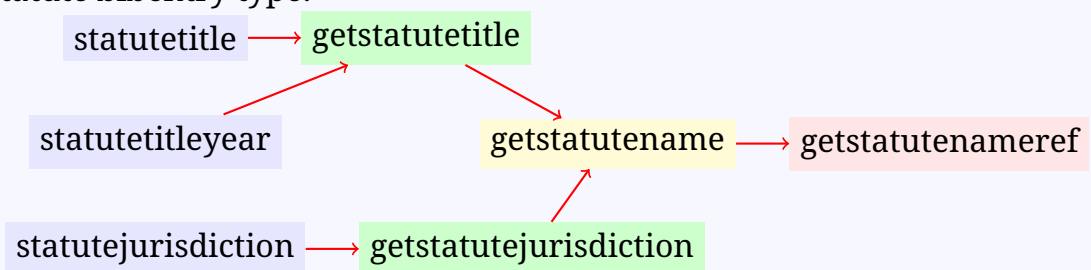 statutetitle
getstatutetitle
statutetitleyear
getstatutename
getstatutenameref
statutejurisdiction
getstatutejurisdiction